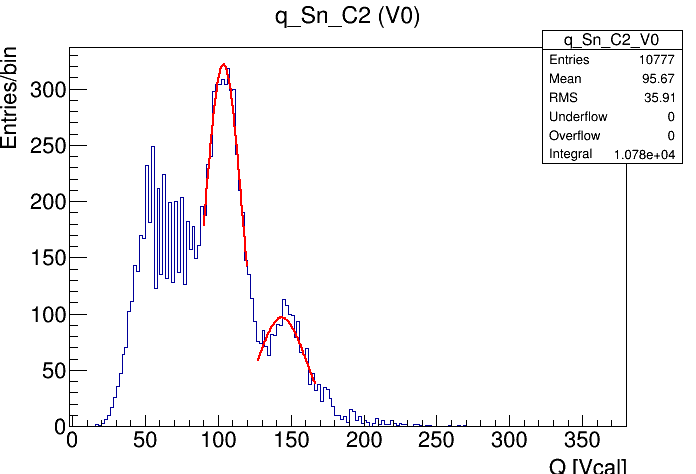 q_Sn_C2 (V0)
q_Sn_C2_V0
Entries 10777
Mean 95.67
RMS 35.91
Underflow 0
Overflow 0
Integral 1.078e+04
Entries/bin
300
250
200
150
100
50
0
0 50 100 150 200 250 300 350
Q [Vcal]